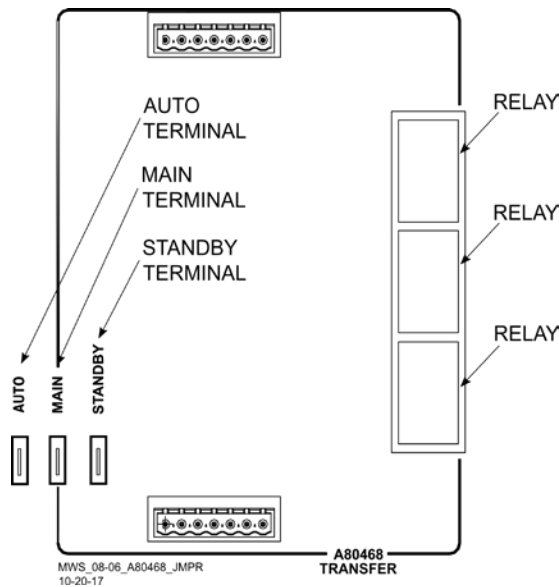 AUTO
TERMINAL
MAIN
TERMINAL
STANDBY
TERMINAL
RELAY
RELAY
RELAY
AUTO
MAIN
STANDBY
MWS_08-06_A80468_JMPR
10-20-17
A80468
TRANSFER